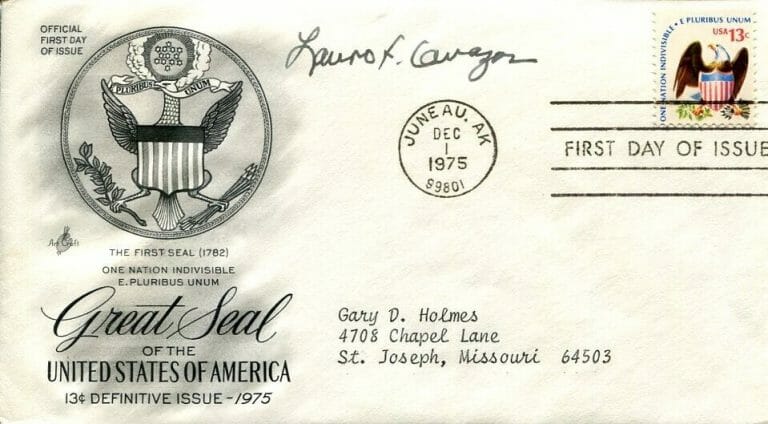 OFFICIAL
FIRST DAY
OF ISSUE
E PLURIBUS UNUM
Lauro F. Cavazos
JUNEAU, AK
DEC
1
1975
99801
ONE NATION INDIVISIBLE • E PLURIBUS UNUM
USA 13c
FIRST DAY OF ISSUE
Art Craft
THE FIRST SEAL (1782)
ONE NATION INDIVISIBLE
E. PLURIBUS UNUM
Great Seal
OF THE
UNITED STATES OF AMERICA
13¢ DEFINITIVE ISSUE - 1975
Gary D. Holmes
4708 Chapel Lane
St. Joseph, Missouri 64503